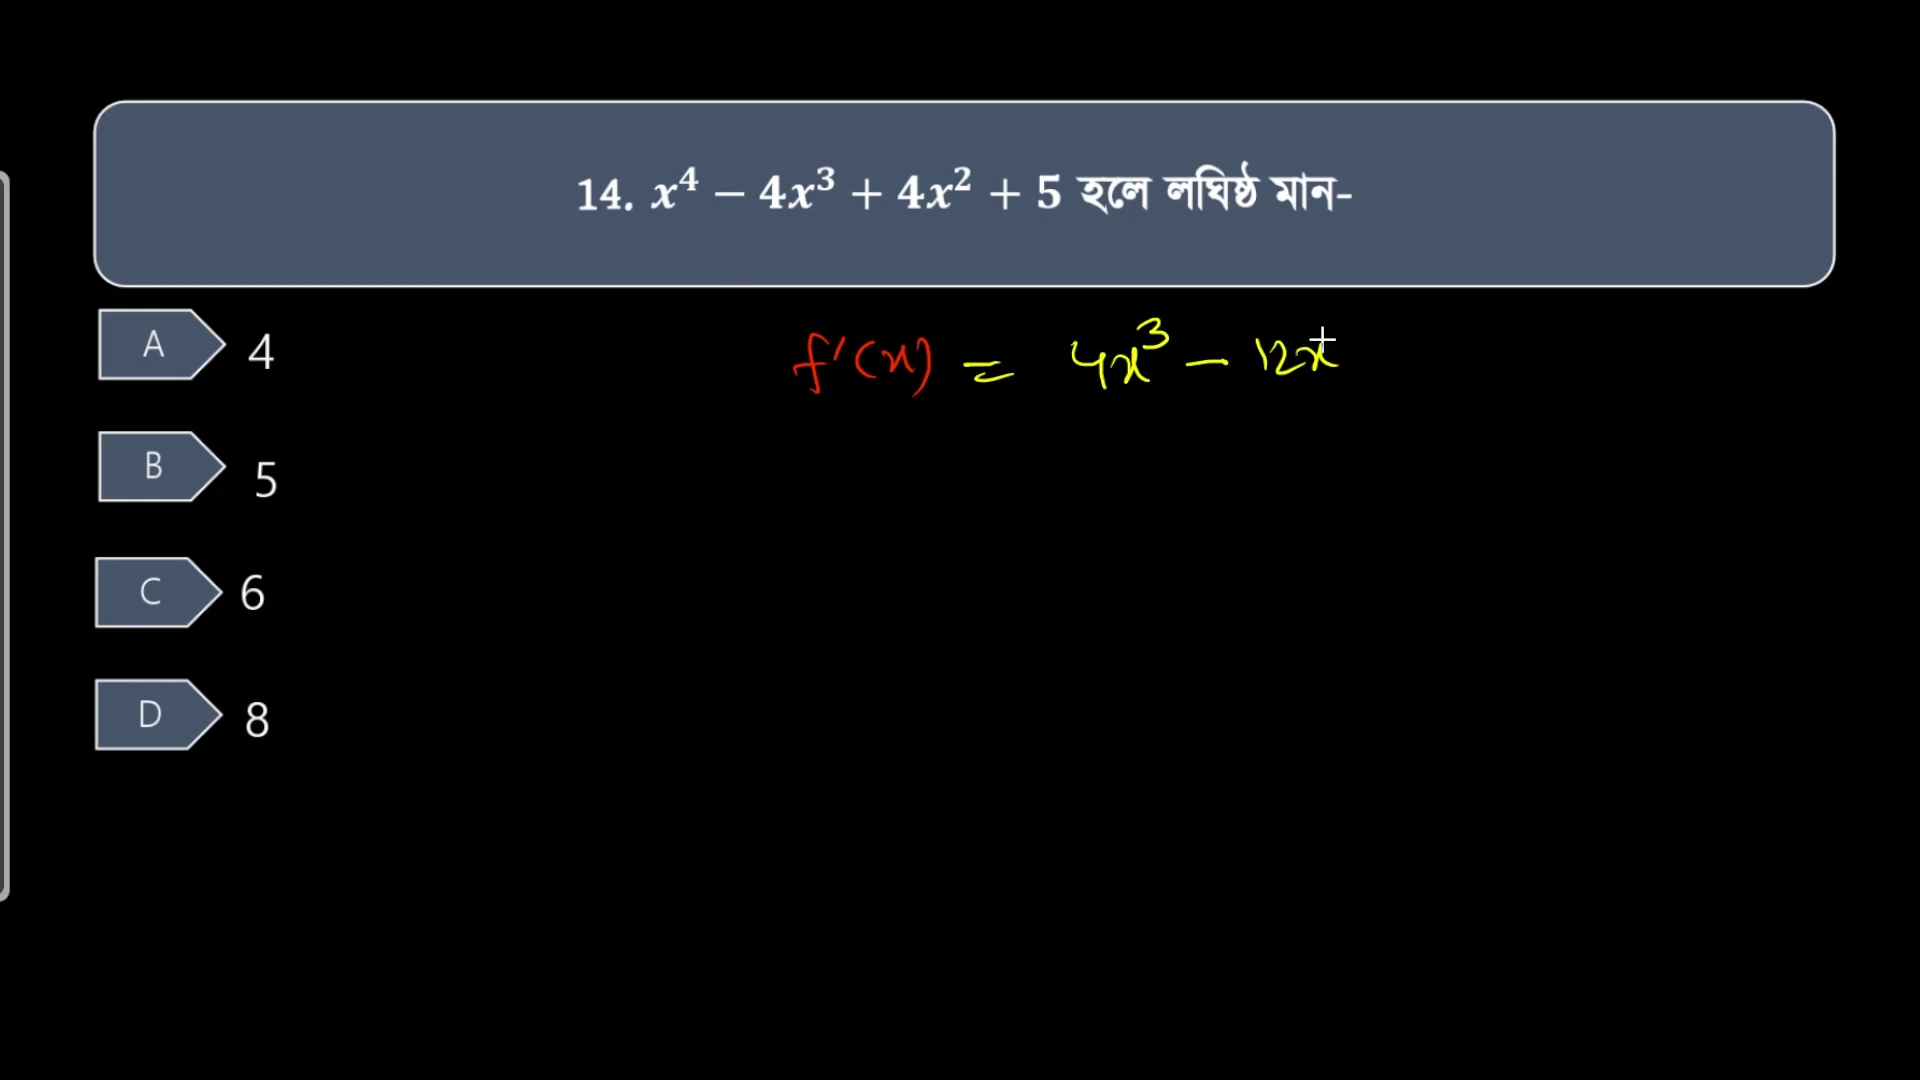 14. x⁴ − 4x³ + 4x² + 5 হলে লঘিষ্ঠ মান-
A 4
f'(x) = 4x³ − 12x
B 5
C 6
D 8